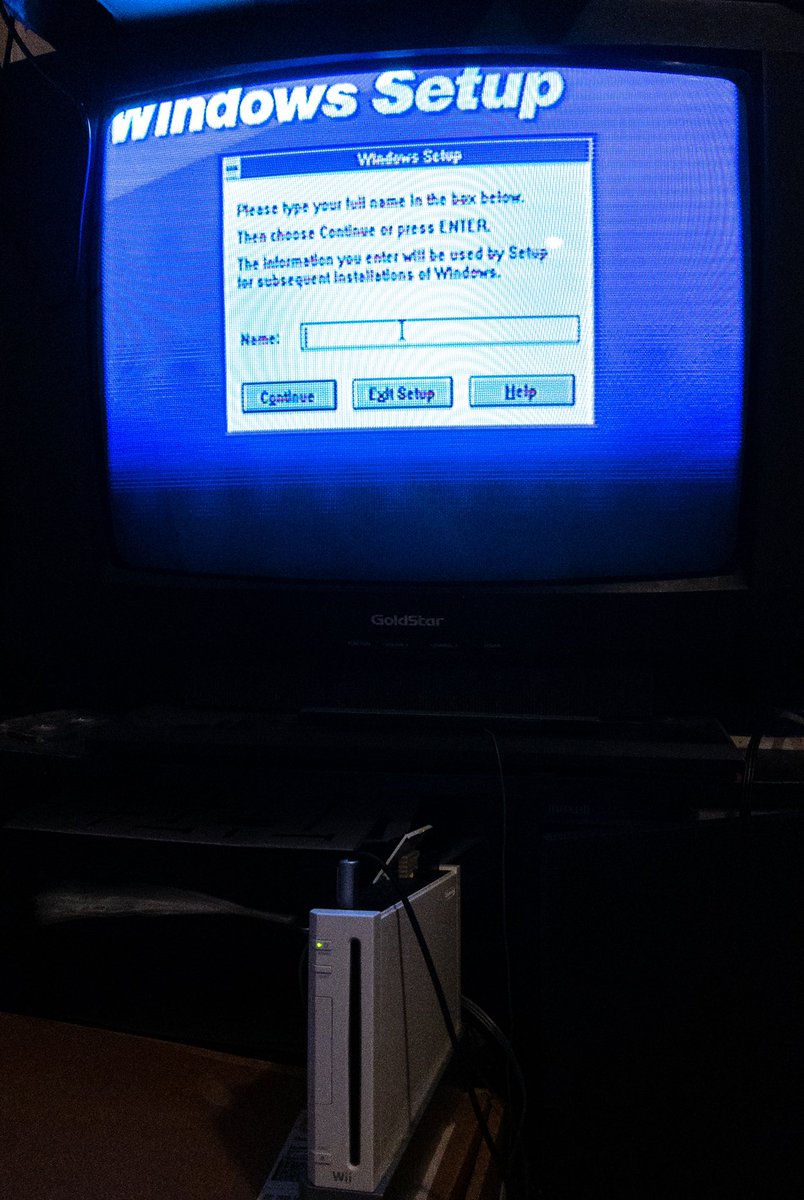 Windows Setup
Windows Setup
Please type your full name in the box below.
Then choose Continue or press ENTER.
The information you enter will be used by Setup
for subsequent installations of Windows.
Name:
Continue
Exit Setup
Help
GoldStar
Wii